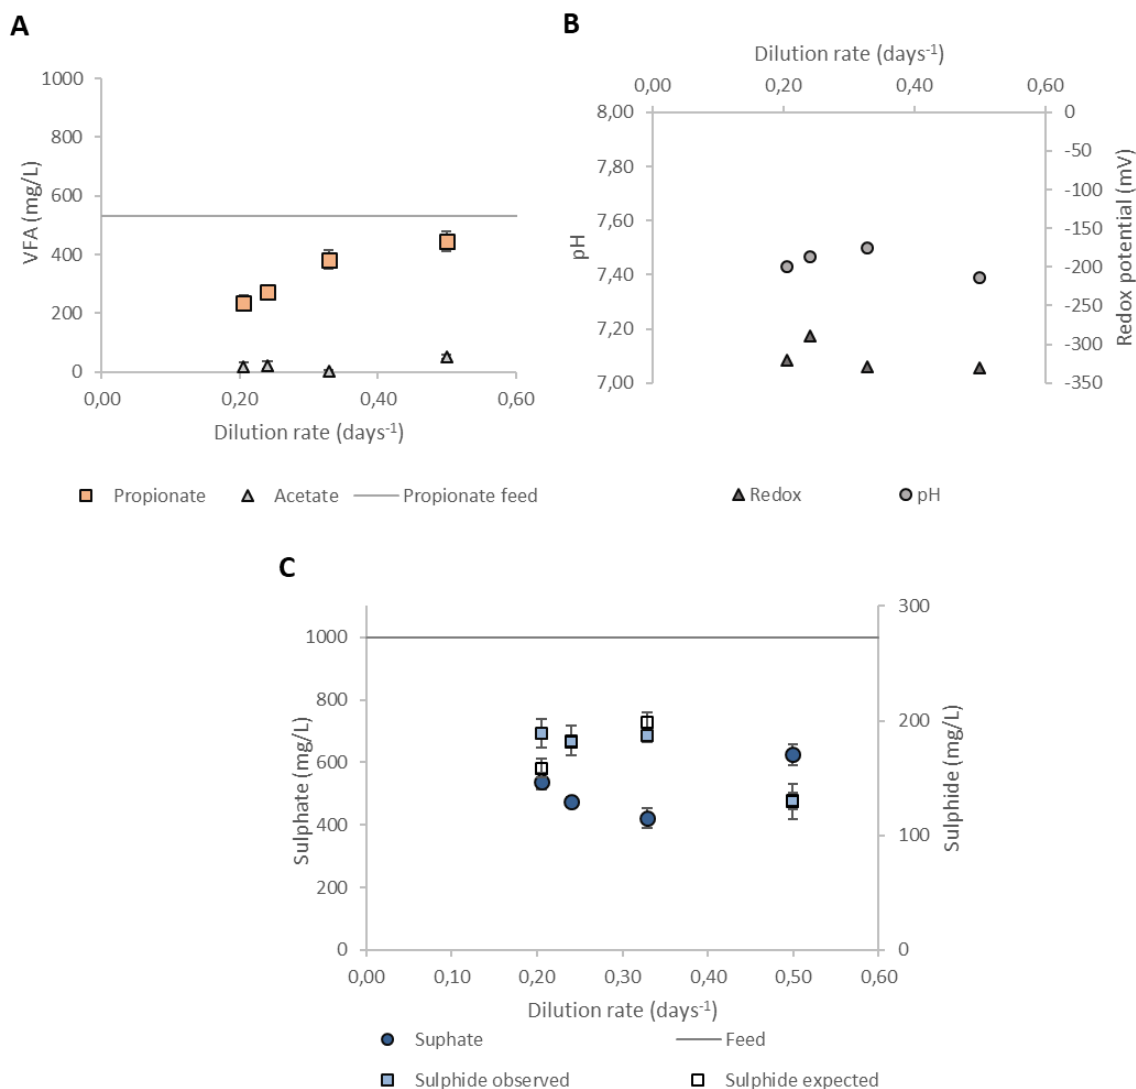 A
1000
800
600
400
200
0
VFA (mg/L)
0,00 0,20 0,40 0,60
Dilution rate (days-1)
Propionate Acetate Propionate feed
B
Dilution rate (days-1)
0,00 0,20 0,40 0,60
8,00
7,80
7,60
7,40
7,20
7,00
pH
0
-50
-100
-150
-200
-250
-300
-350
Redox potential (mV)
Redox pH
C
1000
800
600
400
200
0
Sulphate (mg/L)
300
200
100
0
Sulphide (mg/L)
0,00 0,10 0,20 0,30 0,40 0,50 0,60
Dilution rate (days-1)
Suphate Feed
Sulphide observed Sulphide expected